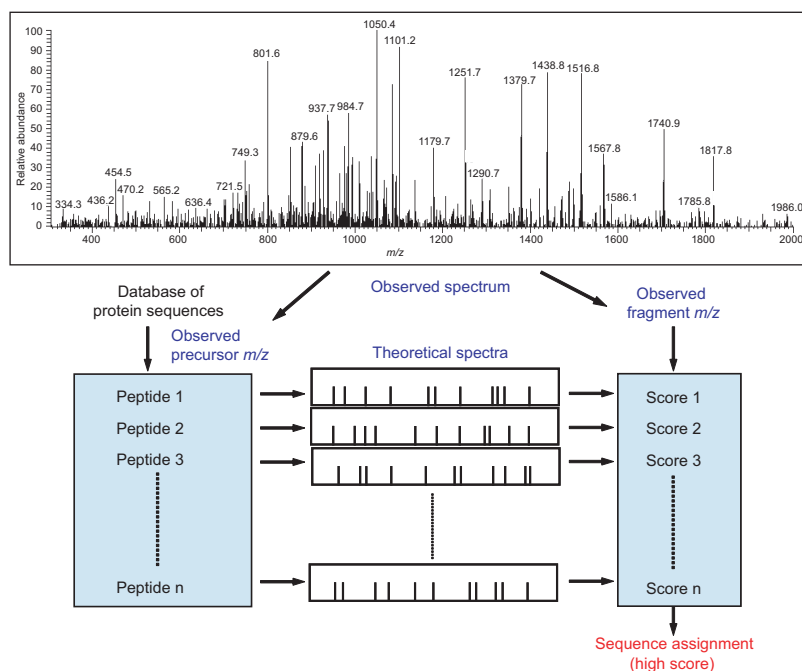 1050.4
1101.2
801.6
1251.7
1379.7
1438.8
1516.8
937.7
984.7
879.6
1179.7
1740.9
749.3
1567.8
1817.8
454.5
470.2
565.2
721.5
1290.7
334.3
436.2
636.4
1586.1
1785.8
1986.0
Relative abundance
100
90
80
70
60
50
40
30
20
10
0
400
600
800
1000
1200
1400
1600
1800
2000
m/z
Database of
protein sequences
Observed spectrum
Observed
fragment m/z
Observed
precursor m/z
Theoretical spectra
Peptide 1
Score 1
Peptide 2
Score 2
Peptide 3
Score 3
Peptide n
Score n
Sequence assignment
(high score)